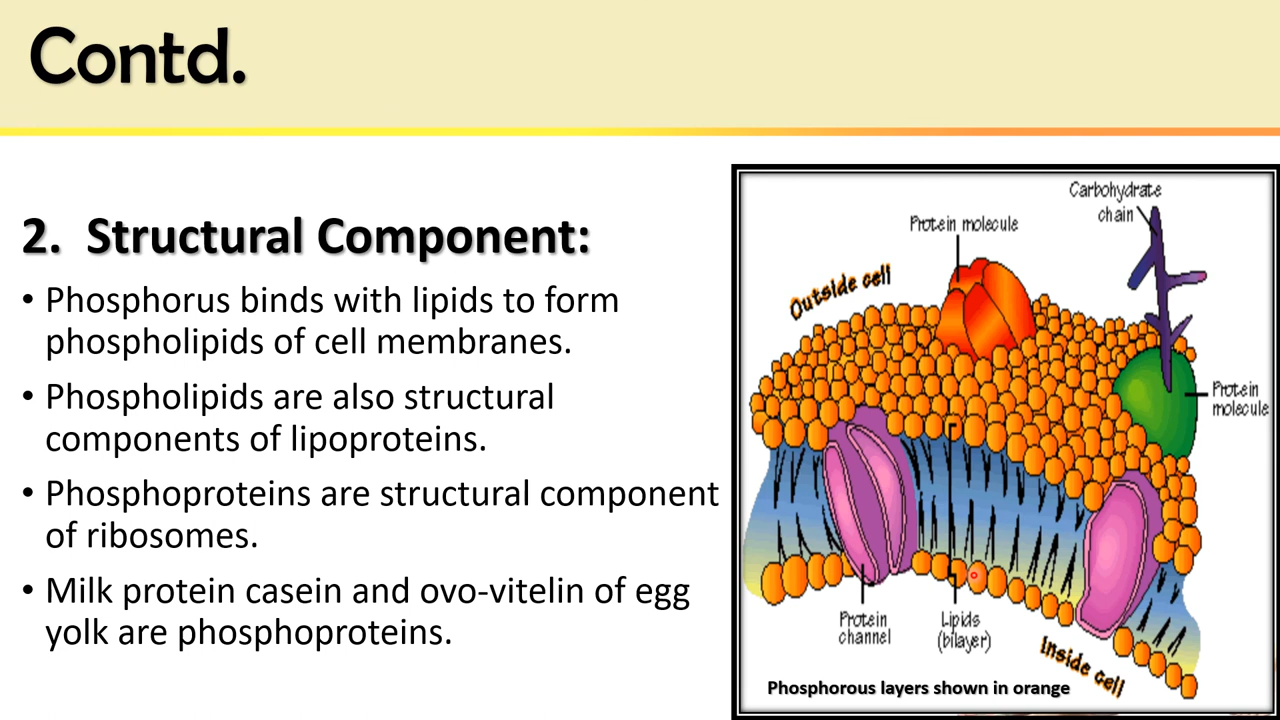 Contd.
2. Structural Component:
• Phosphorus binds with lipids to form
phospholipids of cell membranes.
• Phospholipids are also structural
components of lipoproteins.
• Phosphoproteins are structural component
of ribosomes.
• Milk protein casein and ovo-vitelin of egg
yolk are phosphoproteins.
Carbohydrate
chain
Protein molecule
Outside cell
Protein
molecule
Protein
channel
Lipids
(bilayer)
Inside cell
Phosphorous layers shown in orange